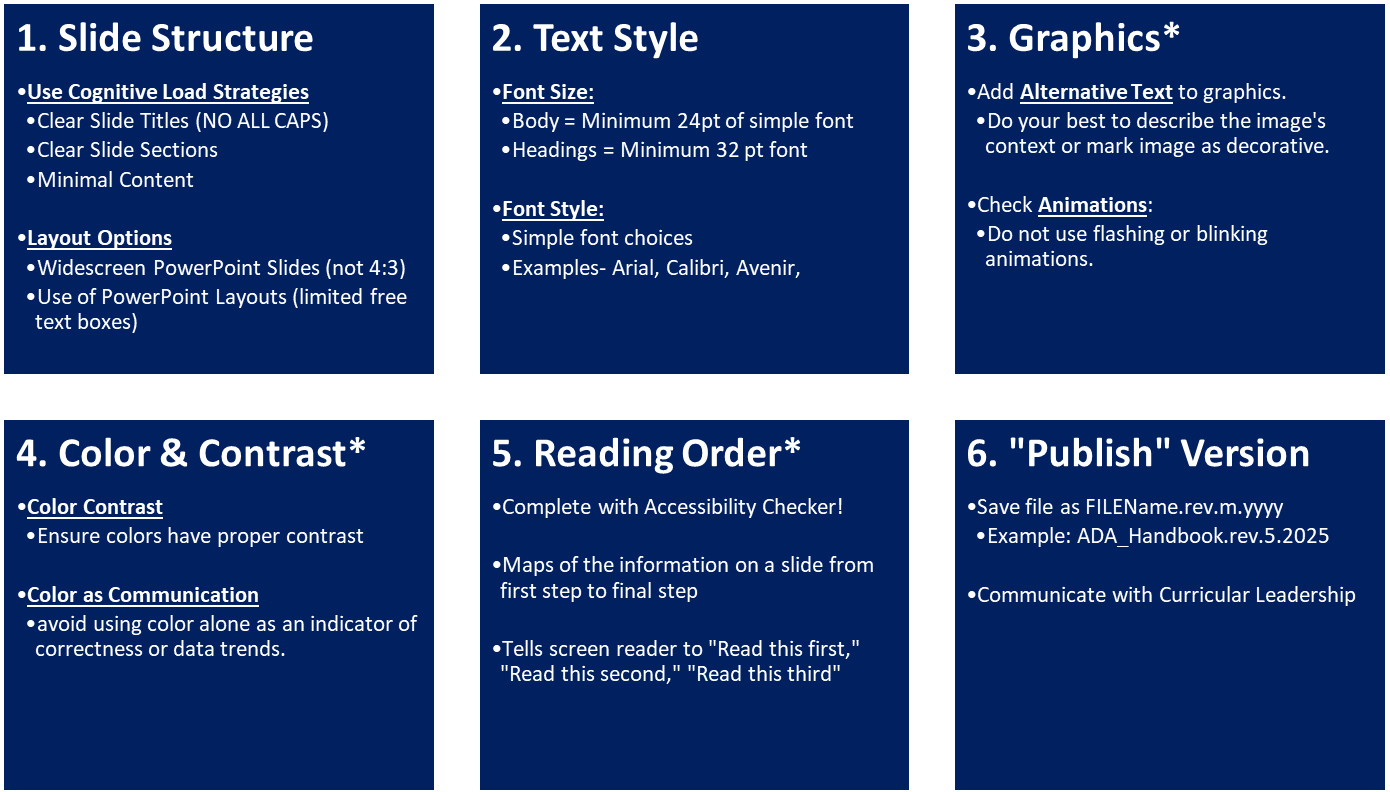 1. Slide Structure
•Use Cognitive Load Strategies
•Clear Slide Titles (NO ALL CAPS)
•Clear Slide Sections
•Minimal Content
•Layout Options
•Widescreen PowerPoint Slides (not 4:3)
•Use of PowerPoint Layouts (limited free
text boxes)
2. Text Style
•Font Size:
•Body = Minimum 24pt of simple font
•Headings = Minimum 32 pt font
•Font Style:
•Simple font choices
•Examples- Arial, Calibri, Avenir,
3. Graphics*
•Add Alternative Text to graphics.
•Do your best to describe the image's
context or mark image as decorative.
•Check Animations:
•Do not use flashing or blinking
animations.
4. Color & Contrast*
•Color Contrast
•Ensure colors have proper contrast
•Color as Communication
•avoid using color alone as an indicator of
correctness or data trends.
5. Reading Order*
•Complete with Accessibility Checker!
•Maps of the information on a slide from
first step to final step
•Tells screen reader to "Read this first,"
"Read this second," "Read this third"
6. "Publish" Version
•Save file as FILEName.rev.m.yyyy
•Example: ADA_Handbook.rev.5.2025
•Communicate with Curricular Leadership